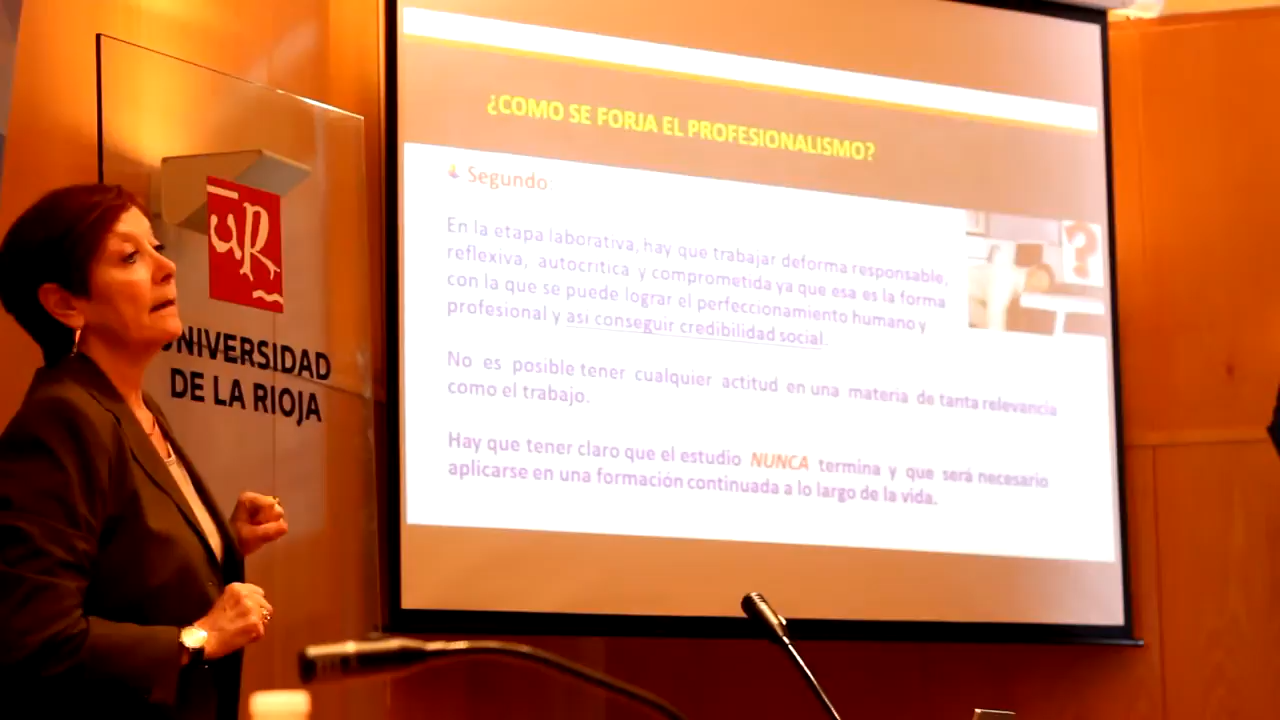 ¿COMO SE FORJA EL PROFESIONALISMO?
Segundo:
En la etapa laborativa, hay que trabajar deforma responsable,
reflexiva, autocritica y comprometida ya que esa es la forma
con la que se puede lograr el perfeccionamiento humano y
profesional y asi conseguir credibilidad social.
No es posible tener cualquier actitud en una materia de tanta relevancia
como el trabajo.
Hay que tener claro que el estudio NUNCA termina y que será necesario
aplicarse en una formación continuada a lo largo de la vida.
UR
UNIVERSIDAD
DE LA RIOJA
?